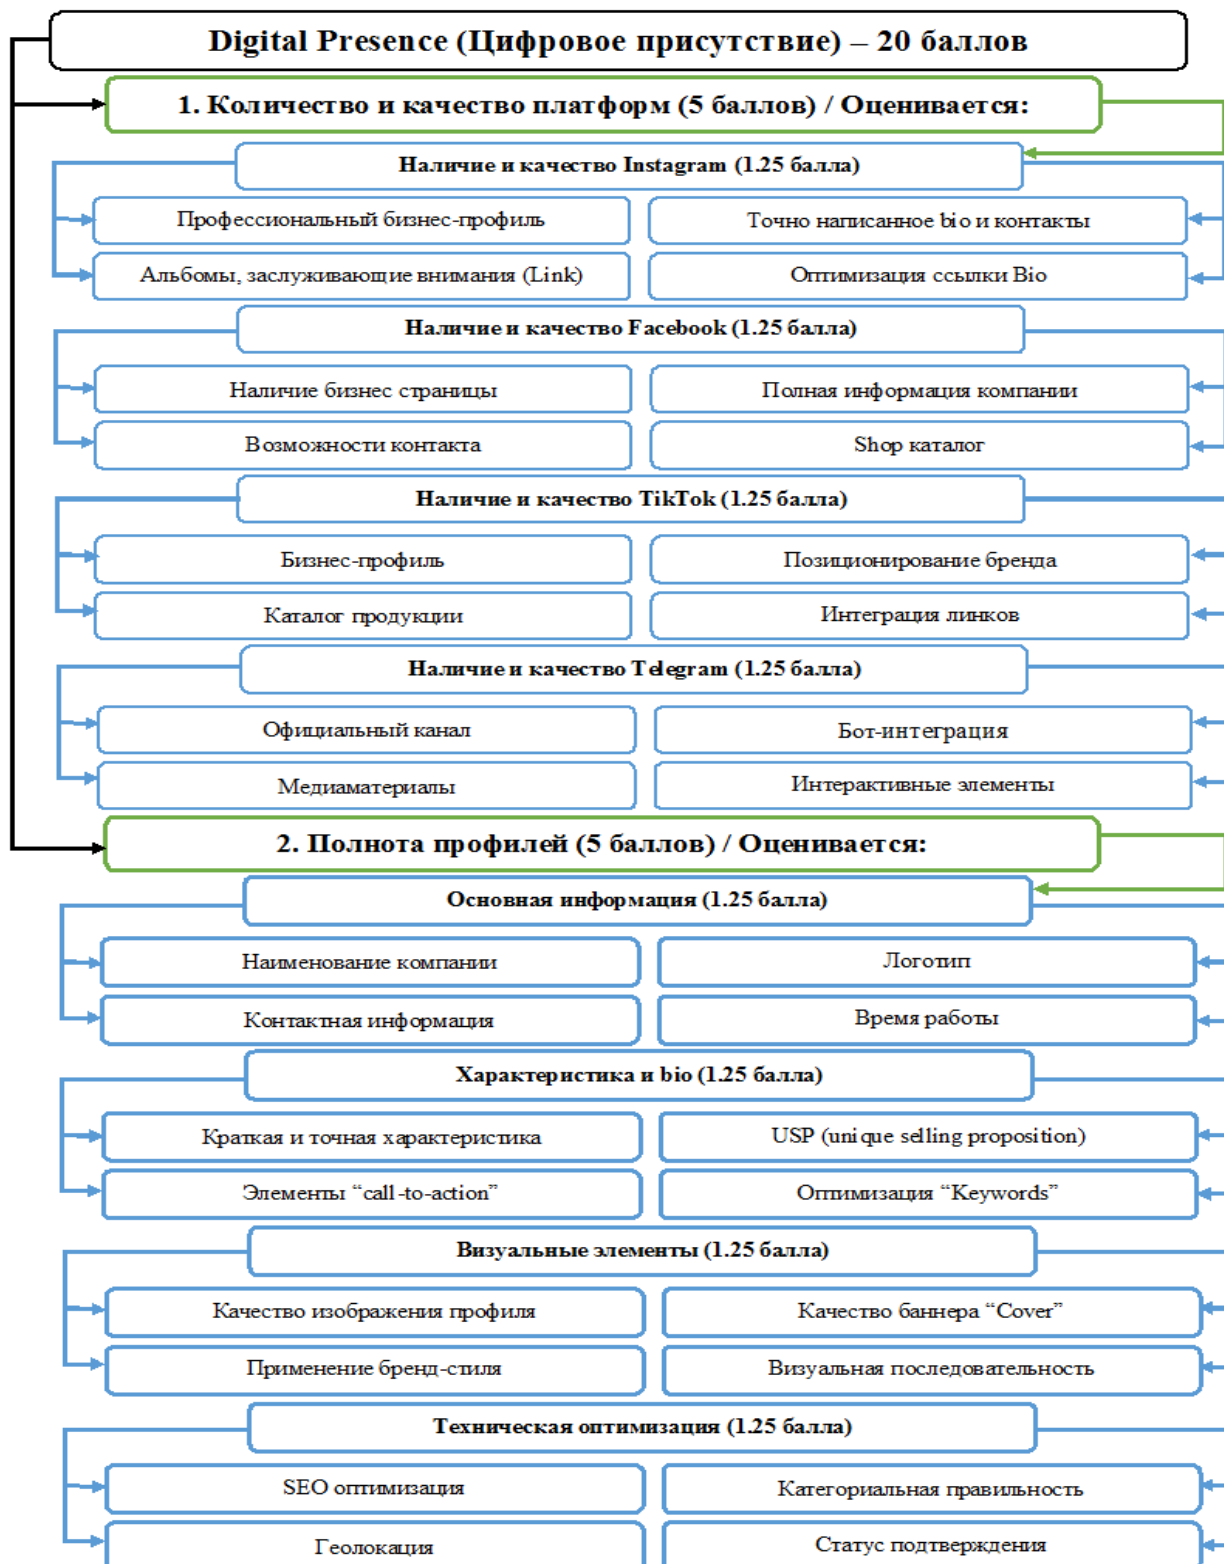 Digital Presence (Цифровое присутствие) – 20 баллов
1. Количество и качество платформ (5 баллов) / Оценивается:
Наличие и качество Instagram (1.25 балла)
Профессиональный бизнес-профиль
Точно написанное bio и контакты
Альбомы, заслуживающие внимания (Link)
Оптимизация ссылки Bio
Наличие и качество Facebook (1.25 балла)
Наличие бизнес страницы
Полная информация компании
Возможности контакта
Shop каталог
Наличие и качество TikTok (1.25 балла)
Бизнес-профиль
Позиционирование бренда
Каталог продукции
Интеграция линков
Наличие и качество Telegram (1.25 балла)
Официальный канал
Бот-интеграция
Медиаматериалы
Интерактивные элементы
2. Полнота профилей (5 баллов) / Оценивается:
Основная информация (1.25 балла)
Наименование компании
Логотип
Контактная информация
Время работы
Характеристика и bio (1.25 балла)
Краткая и точная характеристика
USP (unique selling proposition)
Элементы “call-to-action”
Оптимизация “Keywords”
Визуальные элементы (1.25 балла)
Качество изображения профиля
Качество баннера “Cover”
Применение бренд-стиля
Визуальная последовательность
Техническая оптимизация (1.25 балла)
SEO оптимизация
Категориальная правильность
Геолокация
Статус подтверждения